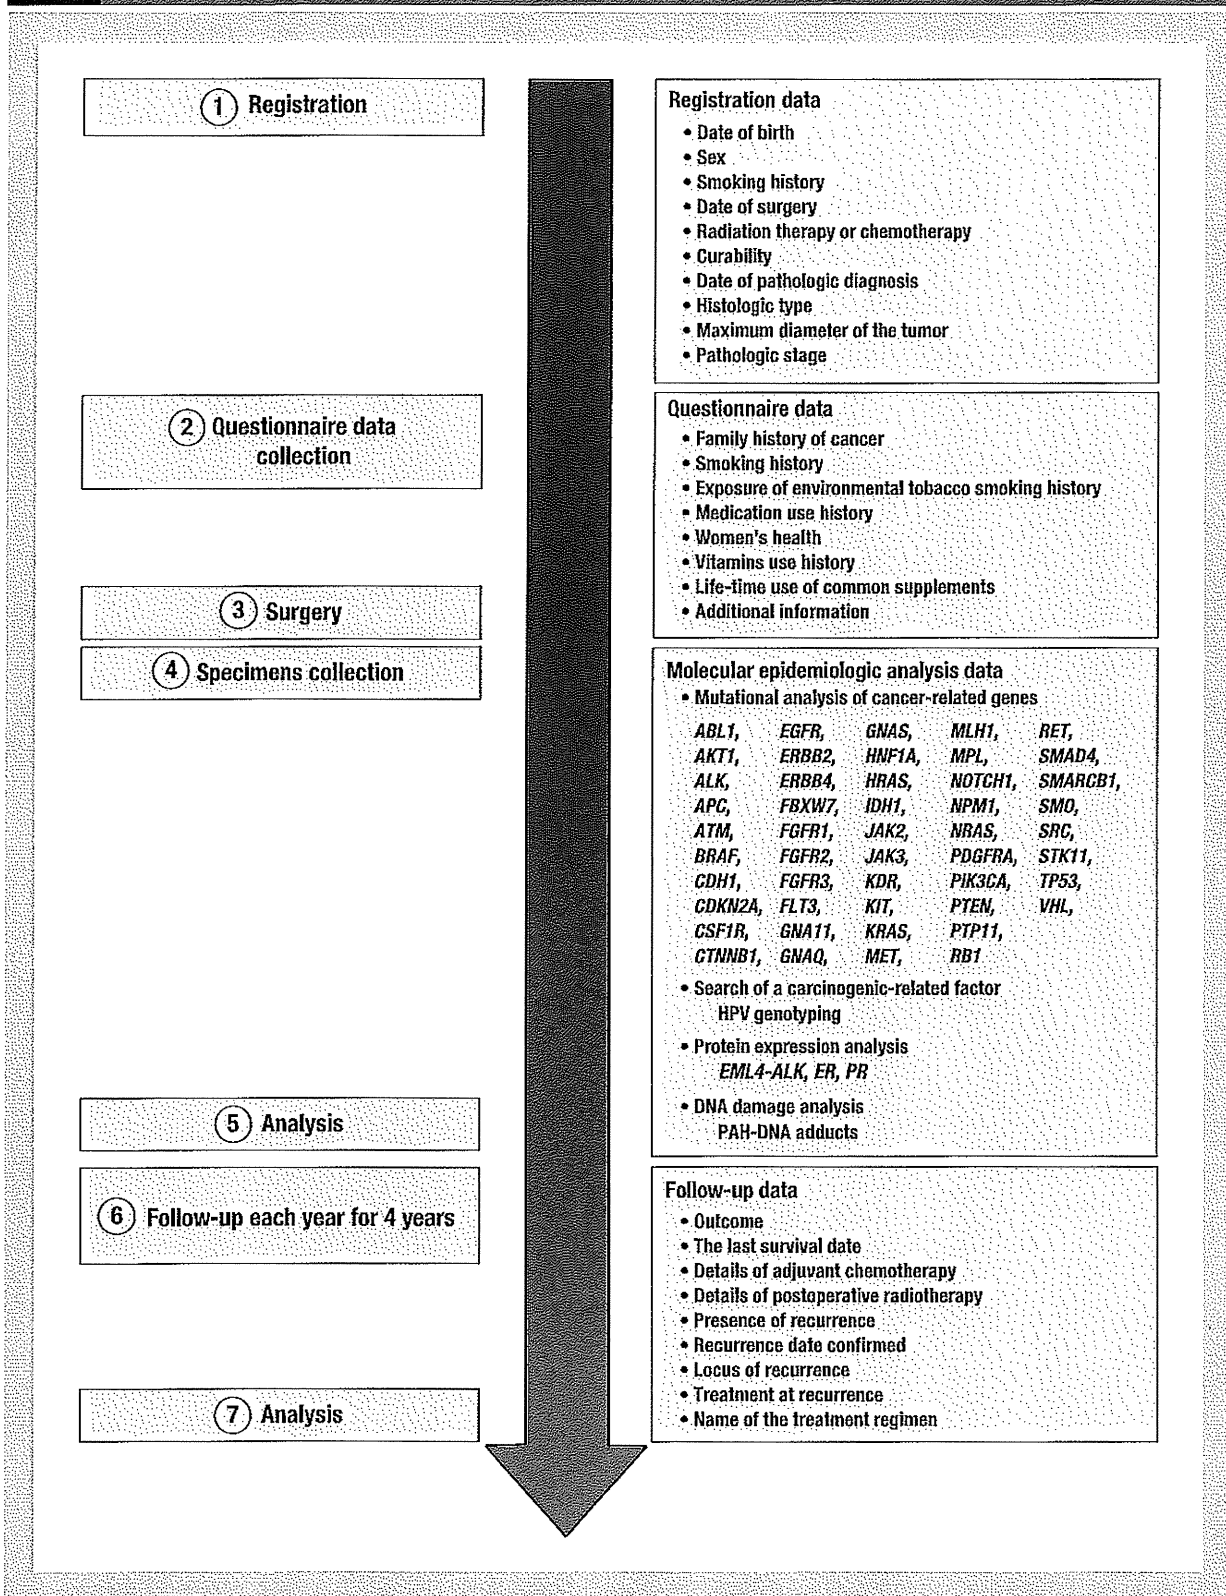 1 Registration
Registration data
• Date of birth
• Sex
• Smoking history
• Date of surgery
• Radiation therapy or chemotherapy
• Curability
• Date of pathologic diagnosis
• Histologic type
• Maximum diameter of the tumor
• Pathologic stage
2 Questionnaire data
collection
Questionnaire data
• Family history of cancer
• Smoking history
• Exposure of environmental tobacco smoking history
• Medication use history
• Women's health
• Vitamins use history
• Life-time use of common supplements
• Additional information
3 Surgery
4 Specimens collection
Molecular epidemiologic analysis data
• Mutational analysis of cancer-related genes
ABL1, EGFR, GNAS, MLH1, RET,
AKT1, ERBB2, HNF1A, MPL, SMAD4,
ALK, ERBB4, HRAS, NOTCH1, SMARCB1,
APC, FBXW7, IDH1, NPM1, SMO,
ATM, FGFR1, JAK2, NRAS, SRC,
BRAF, FGFR2, JAK3, PDGFRA, STK11,
CDH1, FGFR3, KDR, PIK3CA, TP53,
CDKN2A, FLT3, KIT, PTEN, VHL,
CSF1R, GNA11, KRAS, PTP11,
CTNNB1, GNAQ, MET, RB1
• Search of a carcinogenic-related factor
HPV genotyping
• Protein expression analysis
EML4-ALK, ER, PR
• DNA damage analysis
PAH-DNA adducts
5 Analysis
6 Follow-up each year for 4 years
Follow-up data
• Outcome
• The last survival date
• Details of adjuvant chemotherapy
• Details of postoperative radiotherapy
• Presence of recurrence
• Recurrence date confirmed
• Locus of recurrence
• Treatment at recurrence
• Name of the treatment regimen
7 Analysis